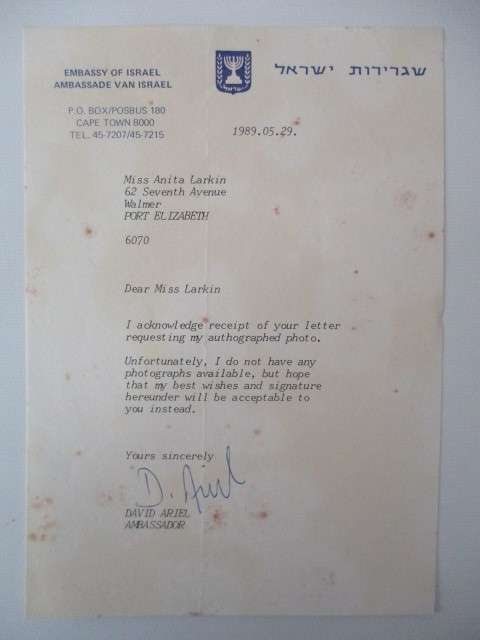 EMBASSY OF ISRAEL
AMBASSADE VAN ISRAEL
ישראל
שגרירות ישראל
P.O. BOX/POSBUS 180
CAPE TOWN 8000
TEL. 45-7207/45-7215
1989.05.29.
Miss Anita Larkin
62 Seventh Avenue
Walmer
PORT ELIZABETH
6070
Dear Miss Larkin
I acknowledge receipt of your letter
requesting my authographed photo.
Unfortunately, I do not have any
photographs available, but hope
that my best wishes and signature
hereunder will be acceptable to
you instead.
Yours sincerely
D. Ariel
DAVID ARIEL
AMBASSADOR